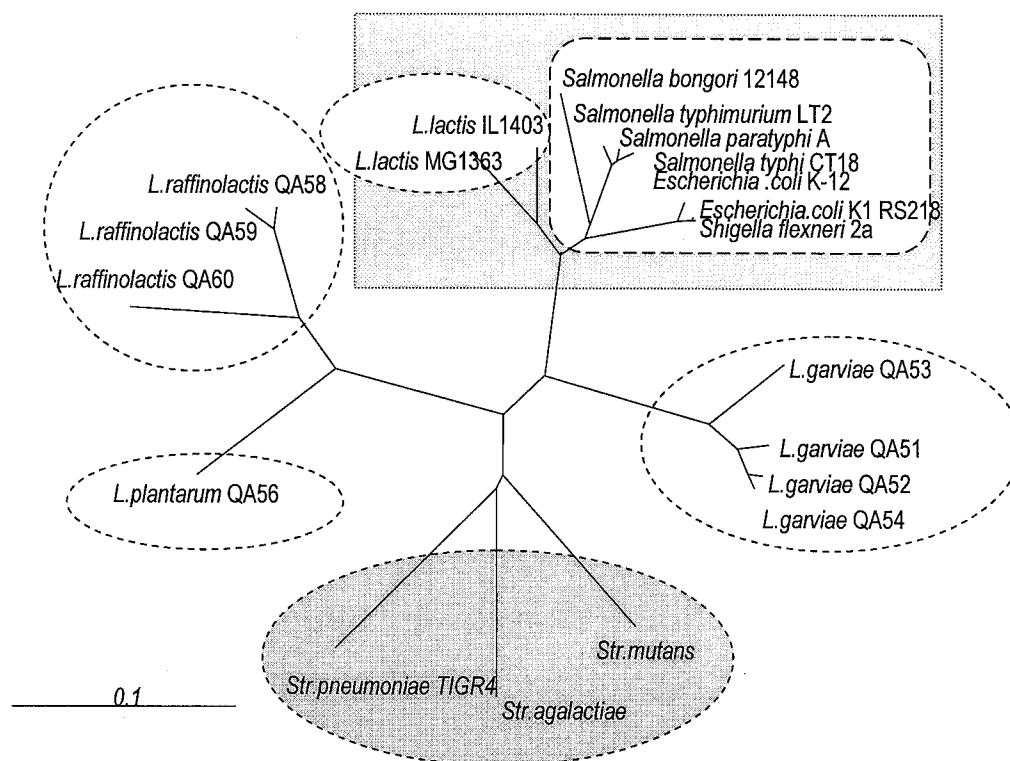 Salmonella bongori 12148
Salmonella typhimurium LT2
L.lactis IL1403
Salmonella paratyphi A
L.lactis MG1363
Salmonella typhi CT18
Escherichia .coli K-12
L.raffinolactis QA58
Escherichia.coli K1 RS218
Shigella flexneri 2a
L.raffinolactis QA59
L.raffinolactis QA60
L.garviae QA53
L.garviae QA51
L.garviae QA52
L.plantarum QA56
L.garviae QA54
Str.mutans
Str.pneumoniae TIGR4
Str.agalactiae
0.1